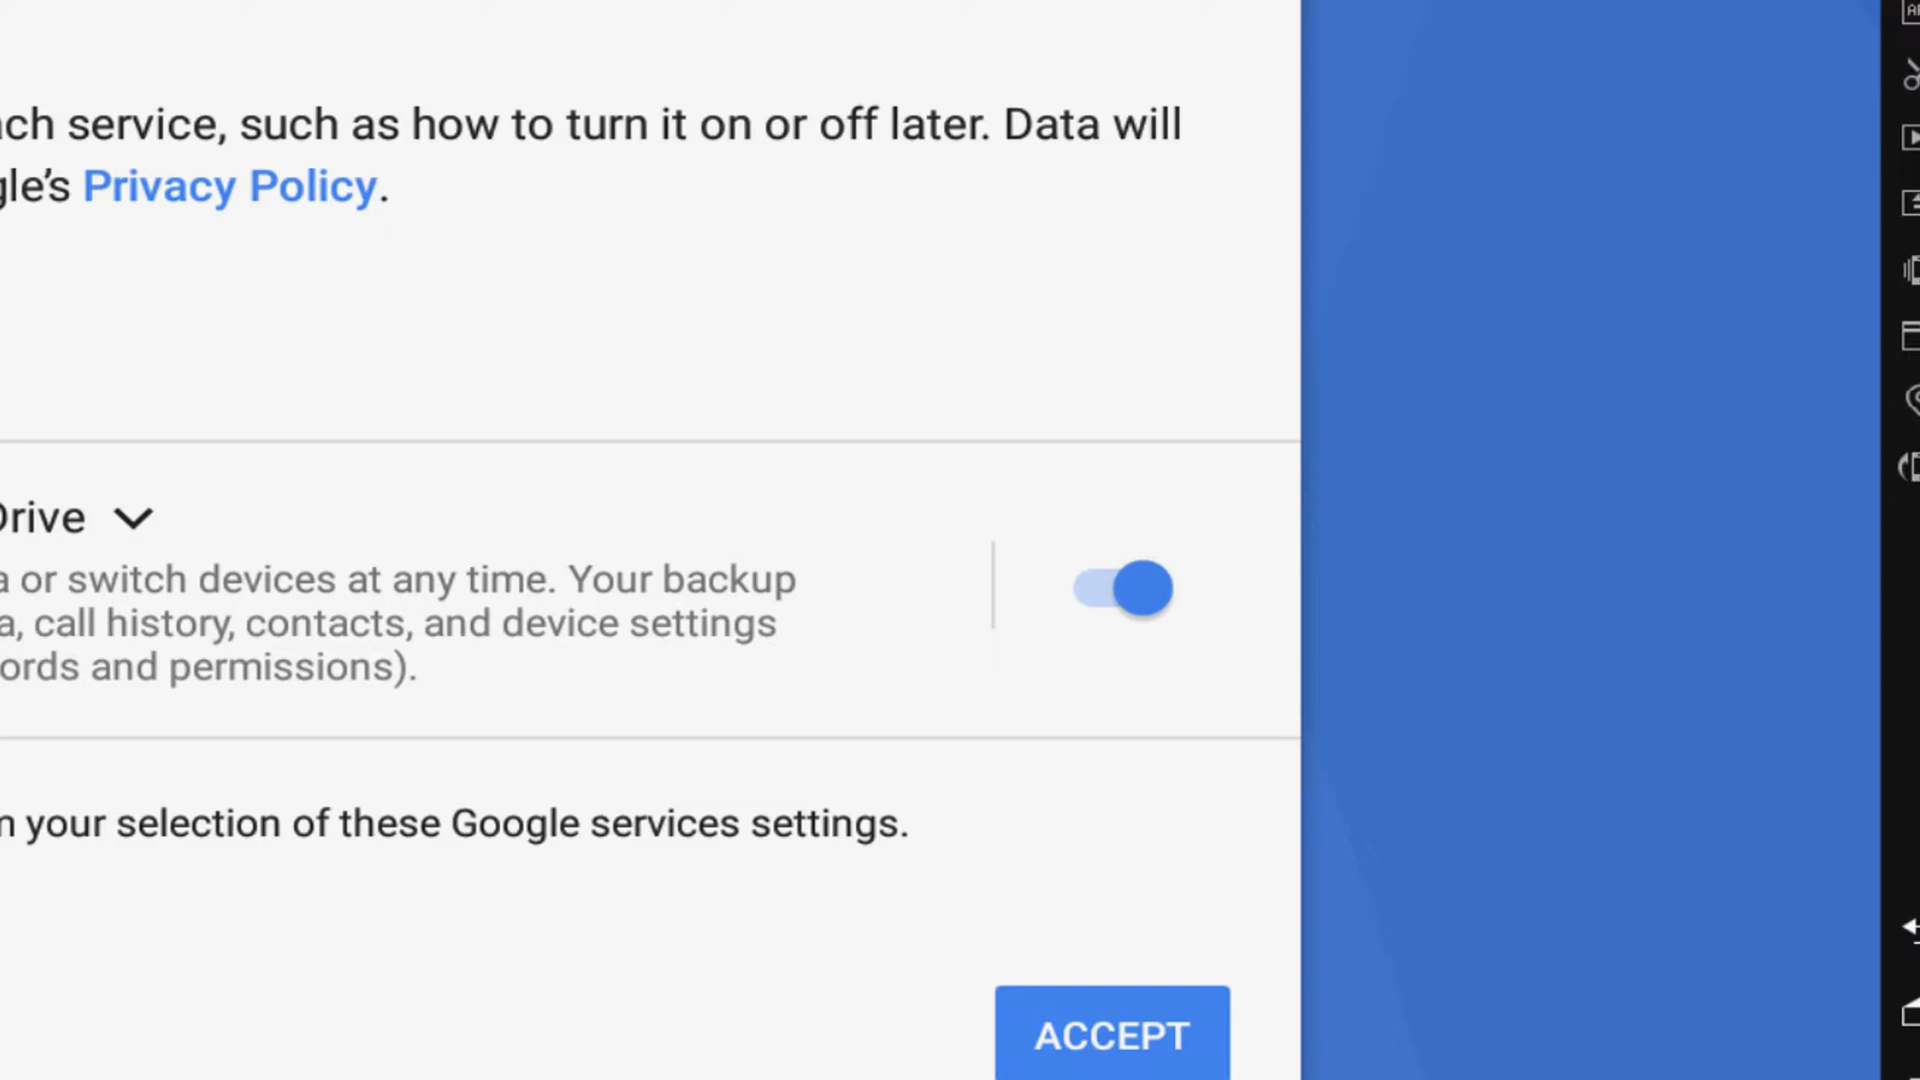 ach service, such as how to turn it on or off later. Data will
gle's Privacy Policy.
Drive
a or switch devices at any time. Your backup
a, call history, contacts, and device settings
ords and permissions).
m your selection of these Google services settings.
ACCEPT